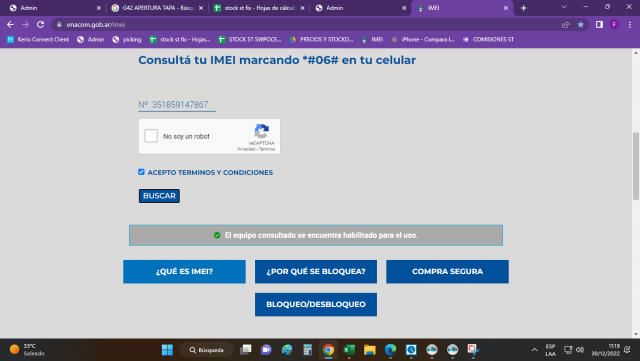 Admin
G42 APERTURA TAPA - Búsq
stock st fix - Hojas de cálculo
Admin
IMEI
enacom.gob.ar/imei
Kerio Connect Client
Admin
picking
stock st fix - Hojas...
STOCK ST SWPOCE...
PRECIOS Y STOCKD...
IMEI
iPhone - Compara l...
COMISIONES ST
Consultá tu IMEI marcando *#06# en tu celular
Nº 351859147867
No soy un robot
reCAPTCHA
Privacidad - Términos
ACEPTO TERMINOS Y CONDICIONES
BUSCAR
El equipo consultado se encuentra habilitado para el uso.
¿QUÉ ES IMEI?
¿POR QUÉ SE BLOQUEA?
COMPRA SEGURA
BLOQUEO/DESBLOQUEO
33°C
Soleado
Búsqueda
ESP
LAA
11:19
30/12/2022